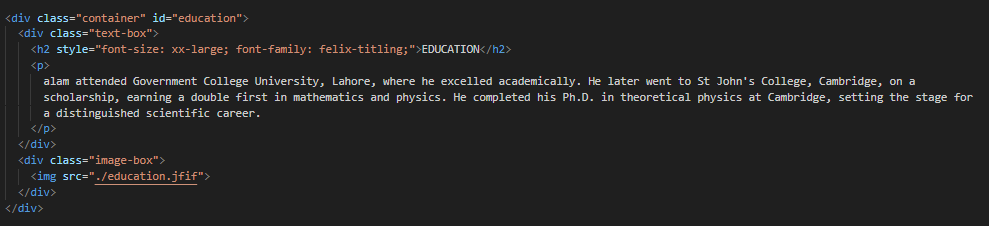 <div class="container" id="education">
<div class="text-box">
<h2 style="font-size: xx-large; font-family: felix-titling;">EDUCATION</h2>
<p>
alam attended Government College University, Lahore, where he excelled academically. He later went to St John's College, Cambridge, on a
scholarship, earning a double first in mathematics and physics. He completed his Ph.D. in theoretical physics at Cambridge, setting the stage for
a distinguished scientific career.
</p>
</div>
<div class="image-box">
<img src="./education.jfif">
</div>
</div>